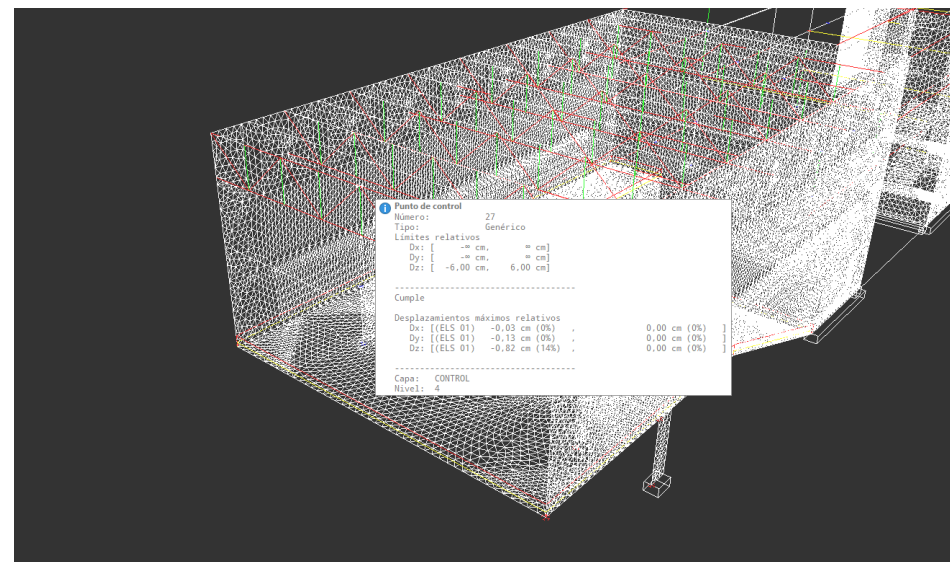 Punto de control
Número: 27
Tipo: Genérico
Límites relativos
Dx: [ -∞ cm, ∞ cm]
Dy: [ -∞ cm, ∞ cm]
Dz: [ -6,00 cm, 6,00 cm]
------------------------------------
Cumple
Desplazamientos máximos relativos
Dx: [(ELS 01) -0,03 cm (0%) , 0.00 cm (0%) ]
Dy: [(ELS 01) -0,13 cm (0%) , 0.00 cm (0%) ]
Dz: [(ELS 01) -0,82 cm (14%) , 0.00 cm (0%) ]
------------------------------------
Capa: CONTROL
Nivel: 4